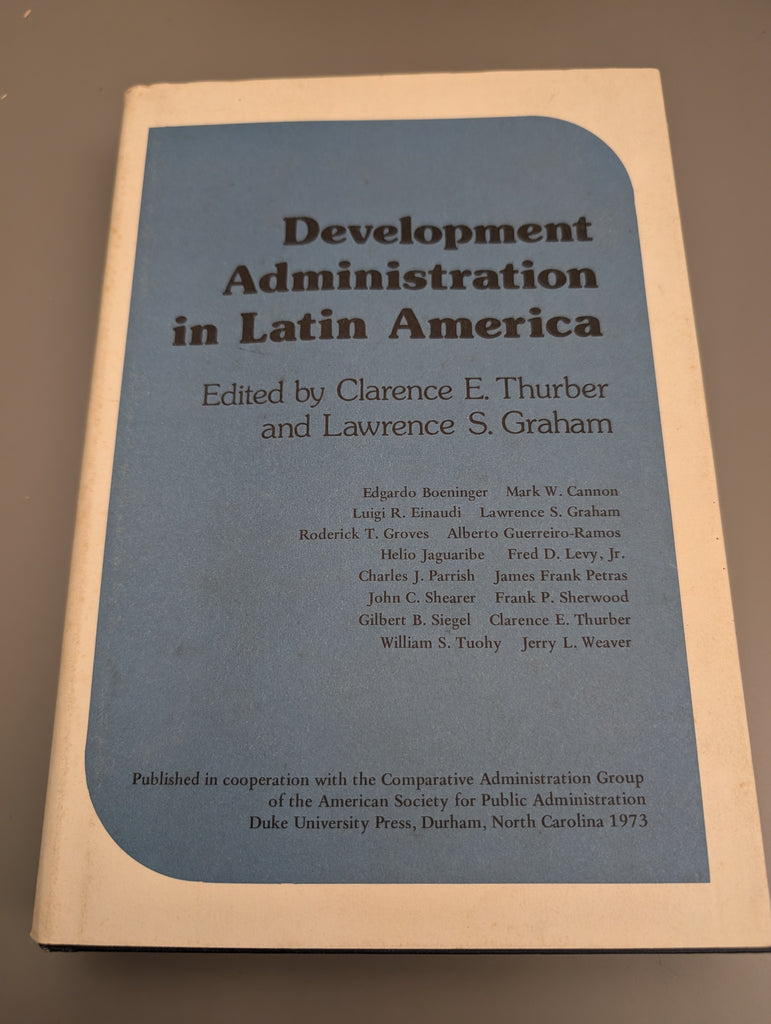 Development
Administration
in Latin America
Edited by Clarence E. Thurber
and Lawrence S. Graham
Edgardo Boeninger Mark W. Cannon
Luigi R. Einaudi Lawrence S. Graham
Roderick T. Groves Alberto Guerreiro-Ramos
Helio Jaguaribe Fred D. Levy, Jr.
Charles J. Parrish James Frank Petras
John C. Shearer Frank P. Sherwood
Gilbert B. Siegel Clarence E. Thurber
William S. Tuohy Jerry L. Weaver
Published in cooperation with the Comparative Administration Group
of the American Society for Public Administration
Duke University Press, Durham, North Carolina 1973